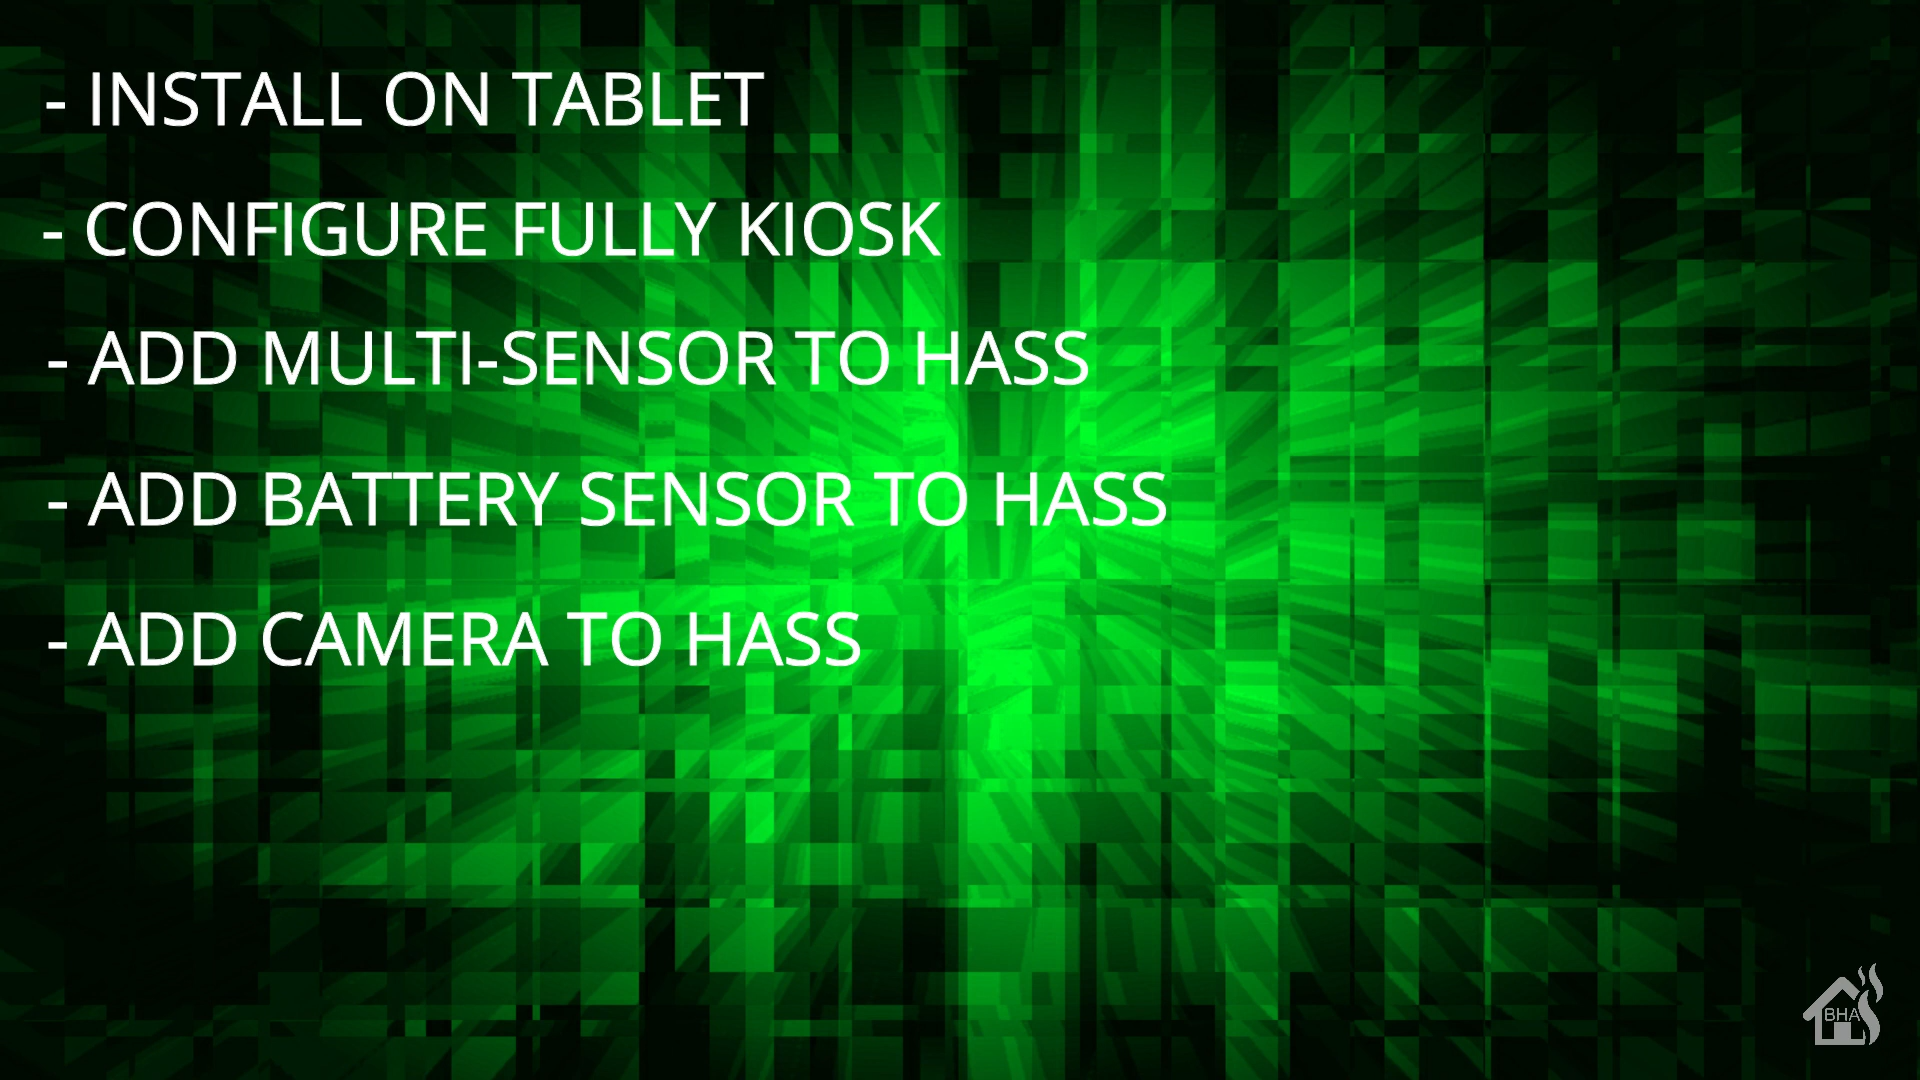 - INSTALL ON TABLET
- CONFIGURE FULLY KIOSK
- ADD MULTI-SENSOR TO HASS
- ADD BATTERY SENSOR TO HASS
- ADD CAMERA TO HASS
BHA